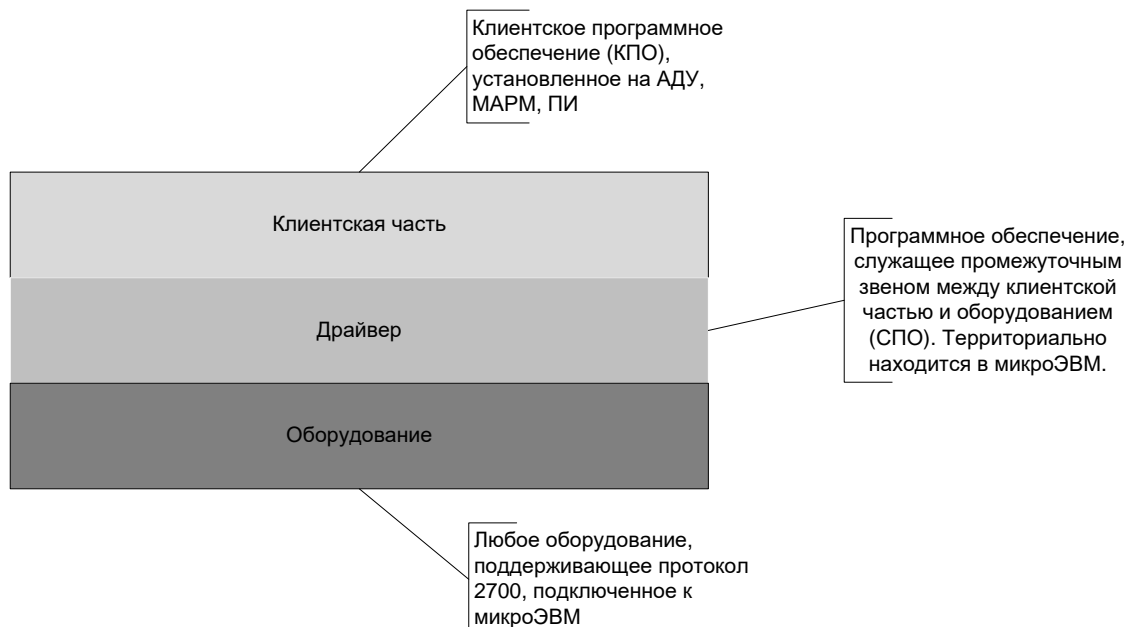 Клиентское программное
обеспечение (КПО),
установленное на АДУ,
МАРМ, ПИ
Клиентская часть
Программное обеспечение,
служащее промежуточным
звеном между клиентской
частью и оборудованием
(СПО). Территориально
находится в микроЭВМ.
Драйвер
Оборудование
Любое оборудование,
поддерживающее протокол
2700, подключенное к
микроЭВМ